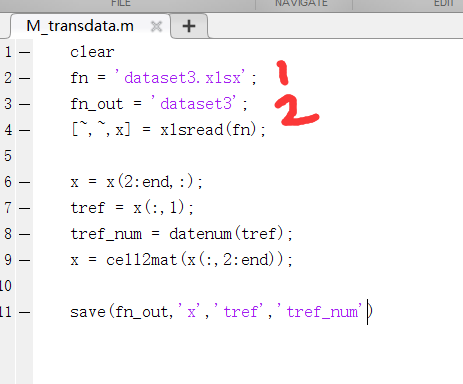 FILE NAVIGATE EDIT
M_transdata.m × +
1 — clear
2 — fn = 'dataset3.xlsx'; 1
3 — fn_out = 'dataset3'; 2
4 — [~,~,x] = xlsread(fn);
5
6 — x = x(2:end,:);
7 — tref = x(:,1);
8 — tref_num = datenum(tref);
9 — x = cell2mat(x(:,2:end));
10
11 — save(fn_out,'x','tref','tref_num')